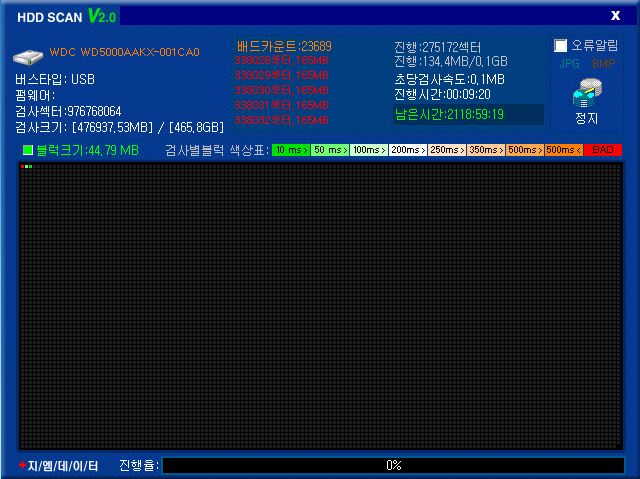 HDD SCAN V2.0
X
WDC WD5000AAKX-001CA0
버스타입: USB
펌웨어:
검사섹터:976768064
검사크기: [476937,53MB] / [465,8GB]
배드카운트:23689
338028섹터,165MB
338029섹터,165MB
338030섹터,165MB
338031섹터,165MB
338032섹터,165MB
진행:275172섹터
진행:134,4MB/0,1GB
초당검사속도:0,1MB
진행시간:00:09:20
남은시간:2118:59:19
오류알림
JPG BMP
정지
블럭크기:44,79 MB
검사별블럭 색상표:
10 ms> 50 ms> 100ms> 200ms> 250ms> 350ms> 500ms> 500ms< BAD
+지/엠/데/이/터
진행율:
0%